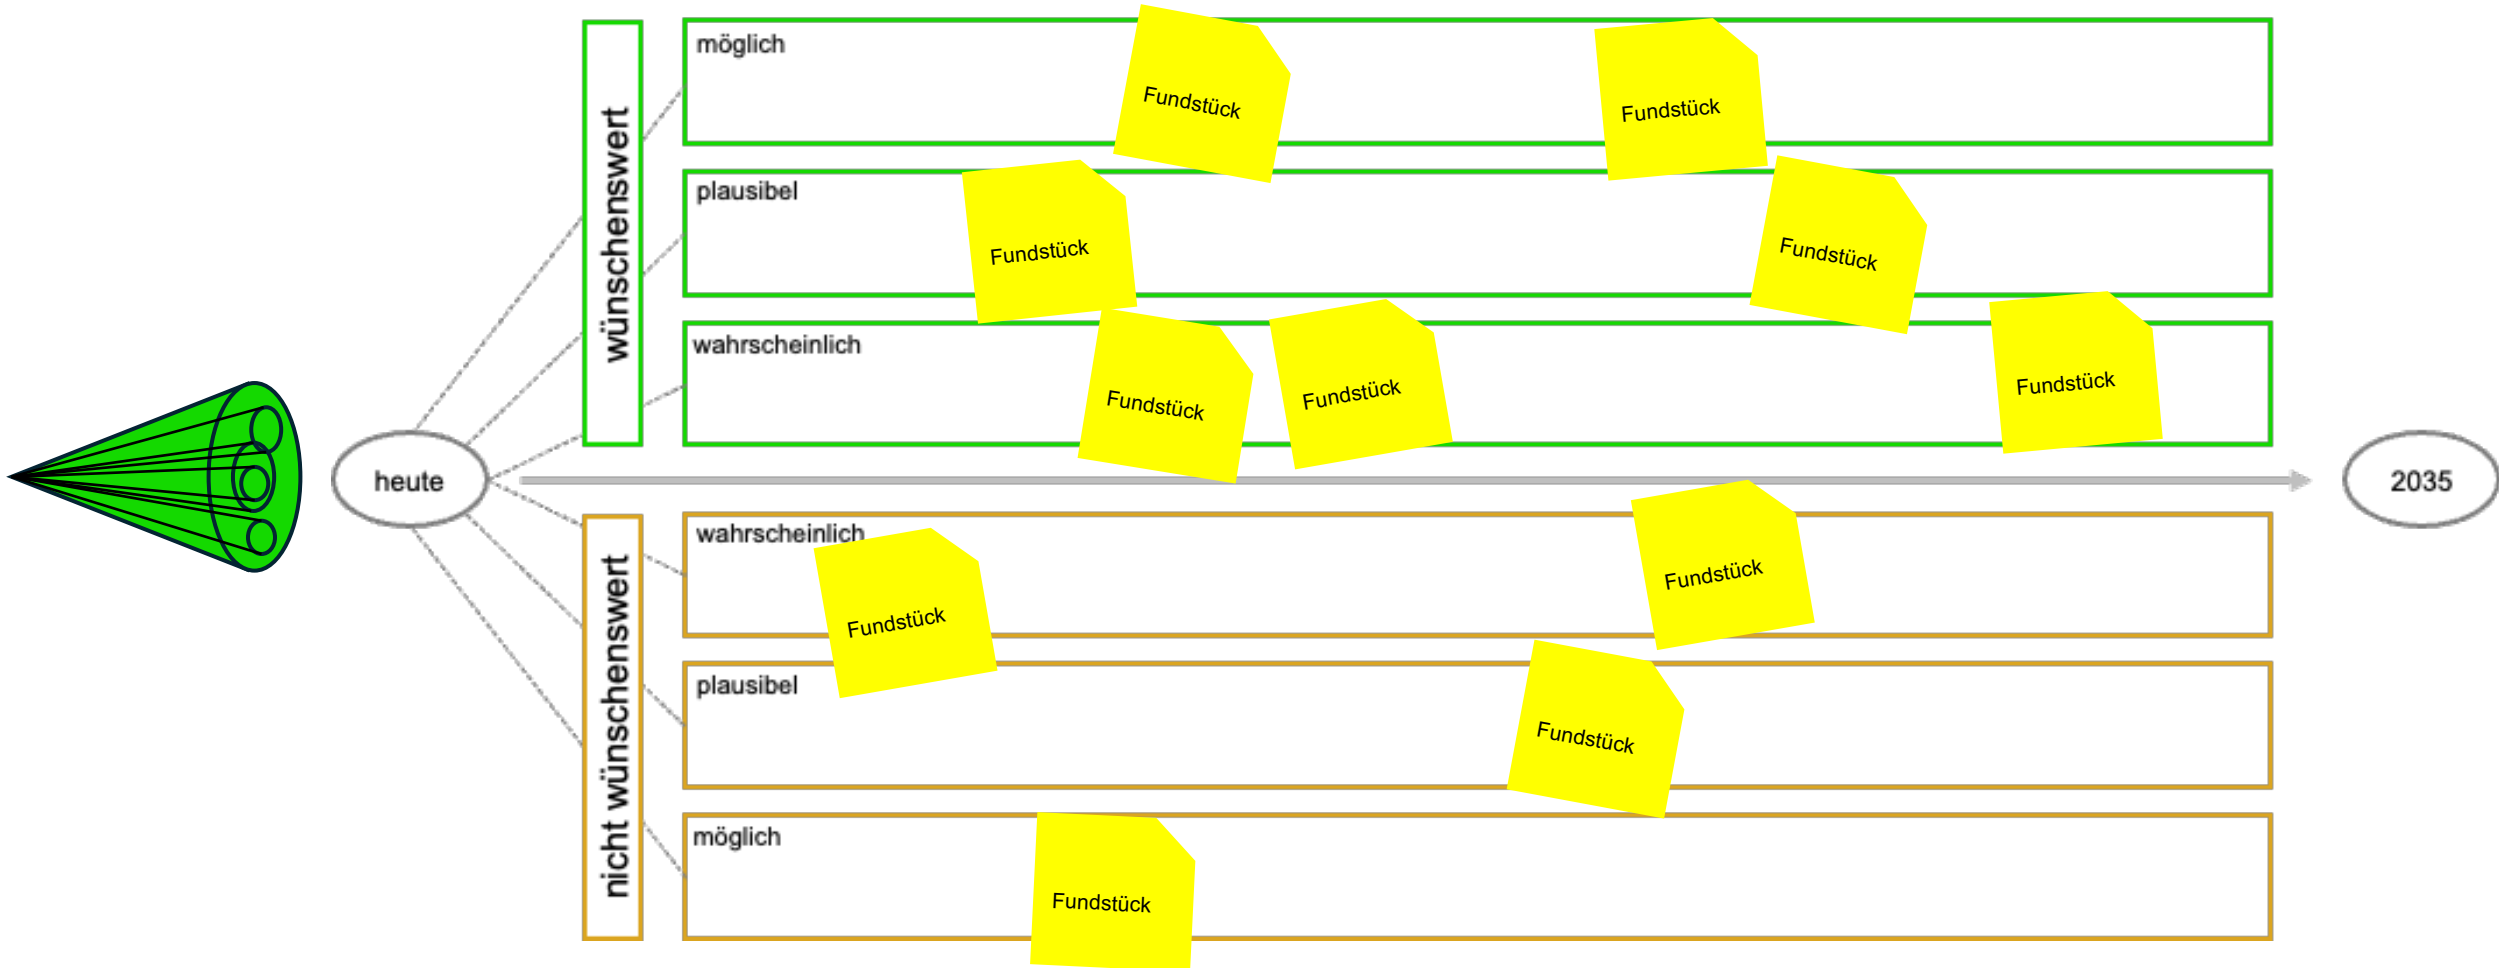 möglich
Fundstück
Fundstück
wünschenswert
plausibel
Fundstück
Fundstück
wahrscheinlich
Fundstück
Fundstück
Fundstück
heute
2035
nicht wünschenswert
wahrscheinlich
Fundstück
Fundstück
plausibel
Fundstück
möglich
Fundstück